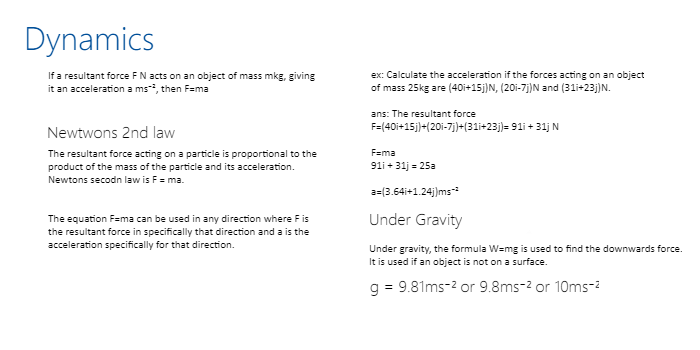 Dynamics
If a resultant force F N acts on an object of mass mkg, giving
it an acceleration a ms⁻², then F=ma
Newtwons 2nd law
The resultant force acting on a particle is proportional to the
product of the mass of the particle and its acceleration.
Newtons secodn law is F = ma.
The equation F=ma can be used in any direction where F is
the resultant force in specifically that direction and a is the
acceleration specifically for that direction.
ex: Calculate the acceleration if the forces acting on an object
of mass 25kg are (40i+15j)N, (20i-7j)N and (31i+23j)N.
ans: The resultant force
F=(40i+15j)+(20i-7j)+(31i+23j)= 91i + 31j N
F=ma
91i + 31j = 25a
a=(3.64i+1.24j)ms⁻²
Under Gravity
Under gravity, the formula W=mg is used to find the downwards force.
It is used if an object is not on a surface.
g = 9.81ms⁻² or 9.8ms⁻² or 10ms⁻²